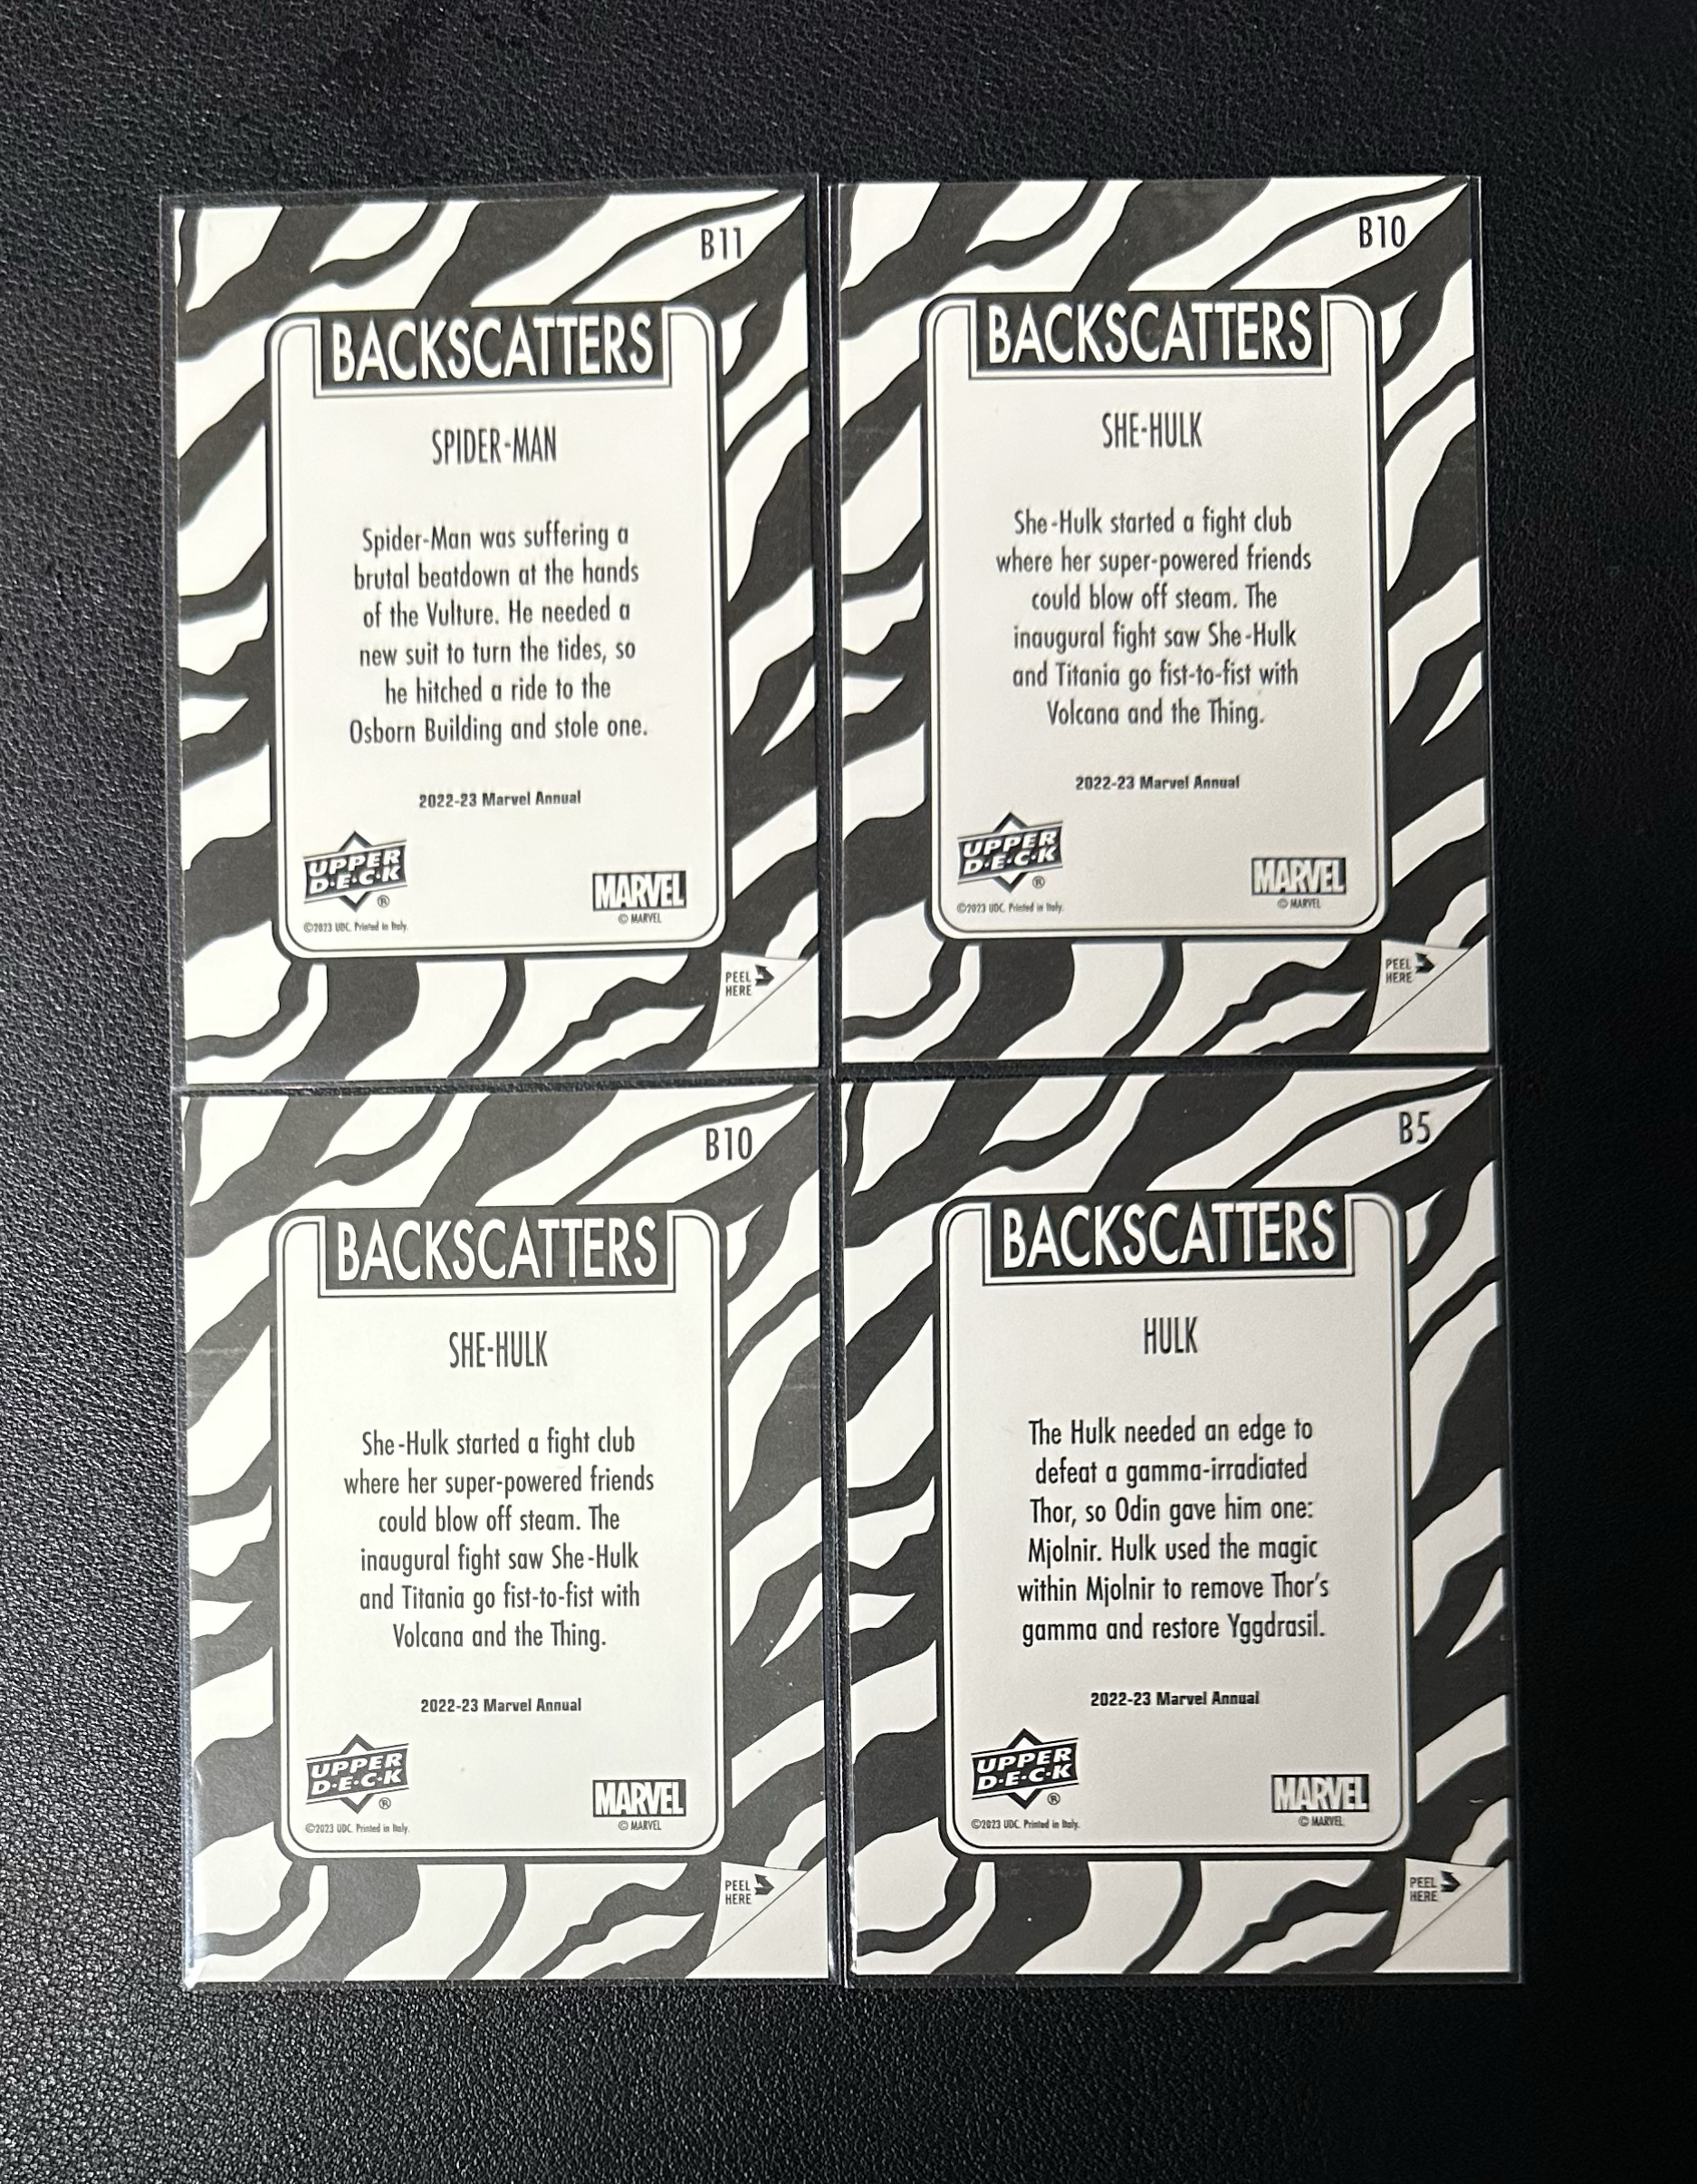 B11
BACKSCATTERS
SPIDER-MAN
Spider-Man was suffering a
brutal beatdown at the hands
of the Vulture. He needed a
new suit to turn the tides, so
he hitched a ride to the
Osborn Building and stole one.
2022-23 Marvel Annual
UPPER
D·E·C·K
®
©2023 UDC. Printed in Italy.
MARVEL
© MARVEL
PEEL
HERE
B10
BACKSCATTERS
SHE-HULK
She-Hulk started a fight club
where her super-powered friends
could blow off steam. The
inaugural fight saw She-Hulk
and Titania go fist-to-fist with
Volcana and the Thing.
2022-23 Marvel Annual
UPPER
D·E·C·K
®
©2023 UDC. Printed in Italy.
MARVEL
© MARVEL
PEEL
HERE
B10
BACKSCATTERS
SHE-HULK
She-Hulk started a fight club
where her super-powered friends
could blow off steam. The
inaugural fight saw She-Hulk
and Titania go fist-to-fist with
Volcana and the Thing.
2022-23 Marvel Annual
UPPER
D·E·C·K
®
©2023 UDC. Printed in Italy.
MARVEL
© MARVEL
PEEL
HERE
B5
BACKSCATTERS
HULK
The Hulk needed an edge to
defeat a gamma-irradiated
Thor, so Odin gave him one:
Mjolnir. Hulk used the magic
within Mjolnir to remove Thor's
gamma and restore Yggdrasil.
2022-23 Marvel Annual
UPPER
D·E·C·K
®
©2023 UDC. Printed in Italy.
MARVEL
© MARVEL
PEEL
HERE